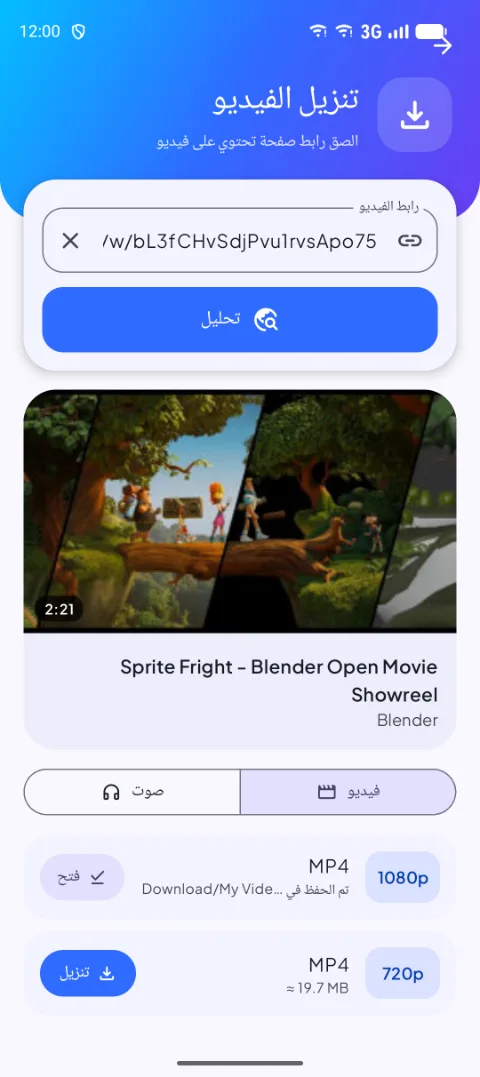 12:00
3G
تنزيل الفيديو
الصق رابط صفحة تحتوي على فيديو
رابط الفيديو
/w/bL3fCHvSdjPvu1rvsApo75
تحليل
2:21
Sprite Fright - Blender Open Movie
Showreel
Blender
فيديو
صوت
1080p
MP4
تم الحفظ في Download/My Vide...
فتح
720p
MP4
≈ 19.7 MB
تنزيل